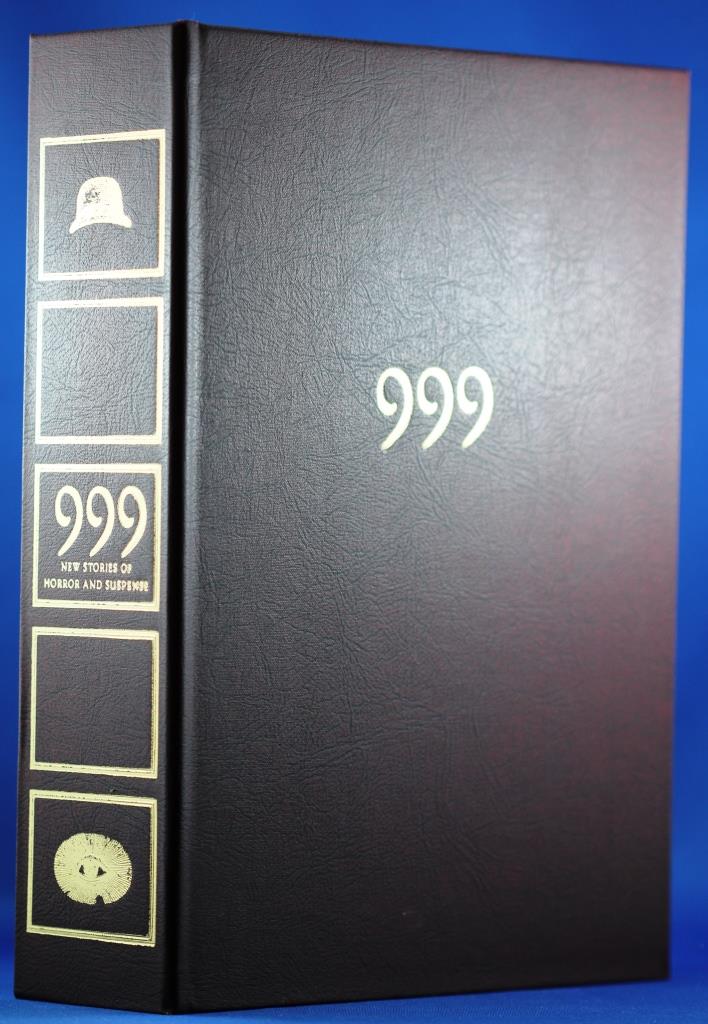 999
NEW STORIES OF
HORROR AND SUSPENSE
999